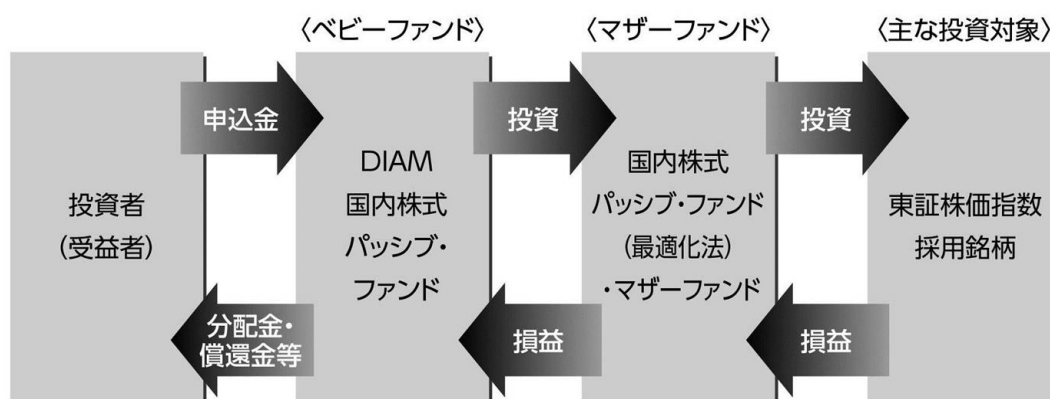 〈ベビーファンド〉
〈マザーファンド〉
〈主な投資対象〉
申込金
投資
投資
投資者
(受益者)
DIAM
国内株式
パッシブ・
ファンド
国内株式
パッシブ・ファンド
(最適化法)
・マザーファンド
東証株価指数
採用銘柄
分配金・
償還金等
損益
損益